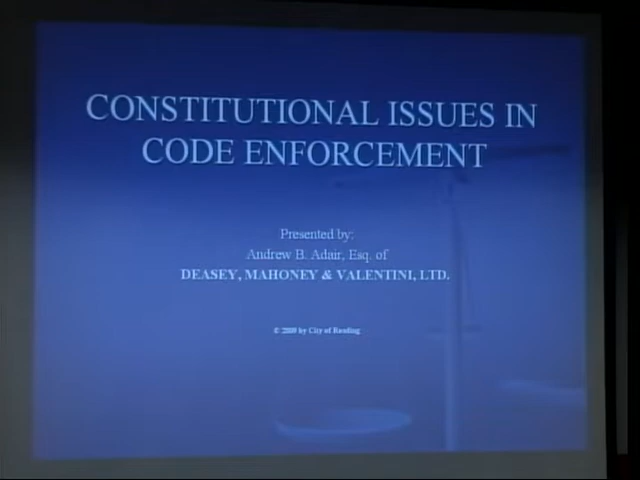 CONSTITUTIONAL ISSUES IN
CODE ENFORCEMENT
Presented by:
Andrew B. Adair, Esq. of
DEASEY, MAHONEY & VALENTINI, LTD.
© 2009 by City of Reading